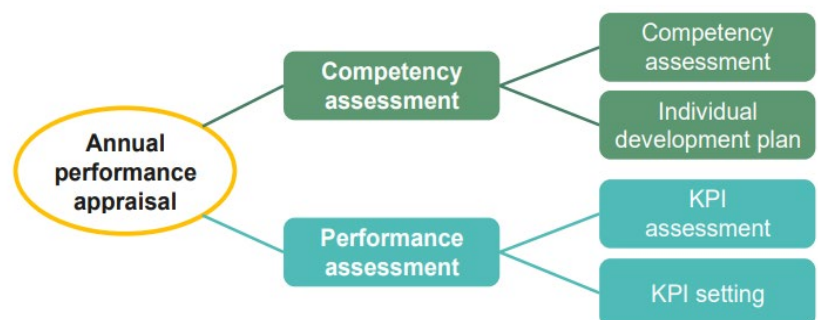 Annual
performance
appraisal
Competency
assessment
Competency
assessment
Individual
development plan
Performance
assessment
KPI
assessment
KPI setting